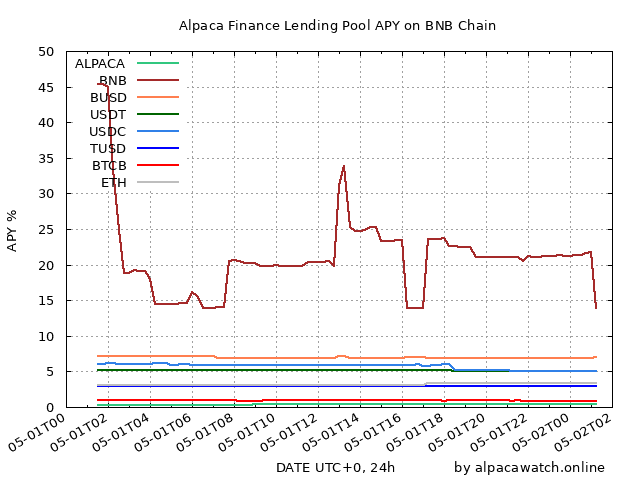 Alpaca Finance Lending Pool APY on BNB Chain
50
45
40
35
30
25
20
15
10
5
0
APY %
ALPACA
BNB
BUSD
USDT
USDC
TUSD
BTCB
ETH
05-01T00
05-01T02
05-01T04
05-01T06
05-01T08
05-01T10
05-01T12
05-01T14
05-01T16
05-01T18
05-01T20
05-01T22
05-02T00
05-02T02
DATE UTC+0, 24h
by alpacawatch.online